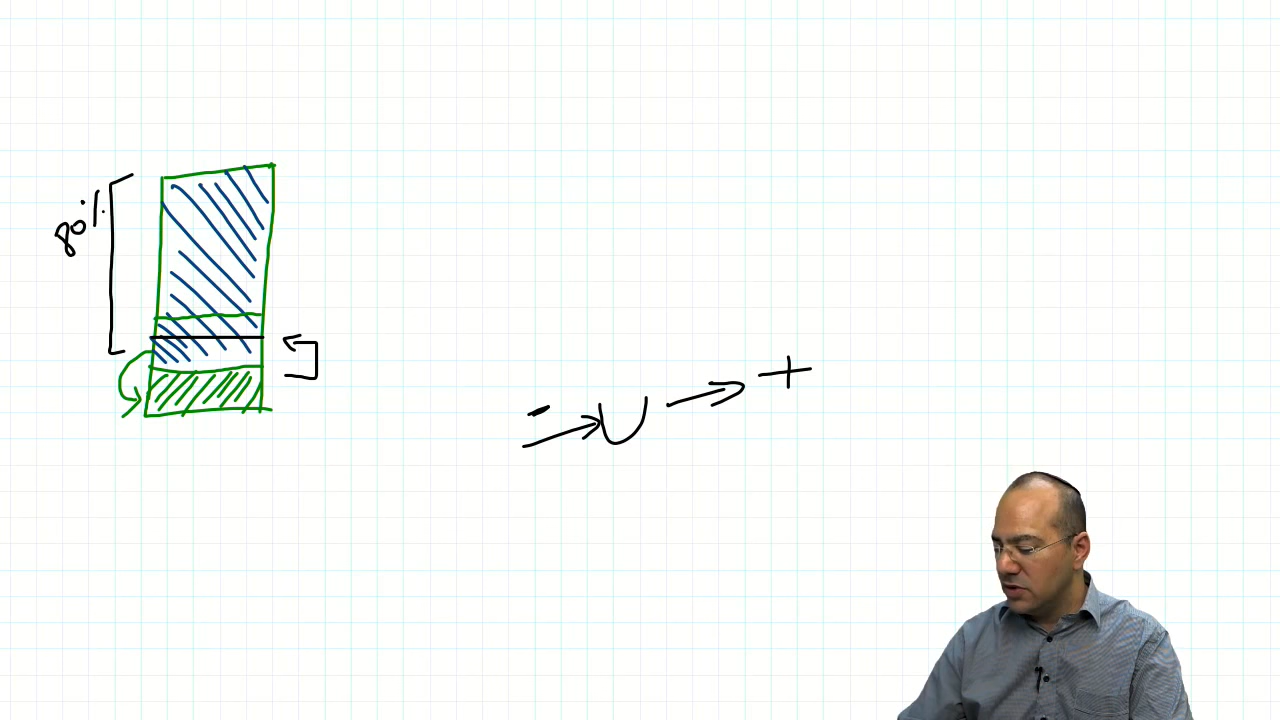 80%
- → U → +